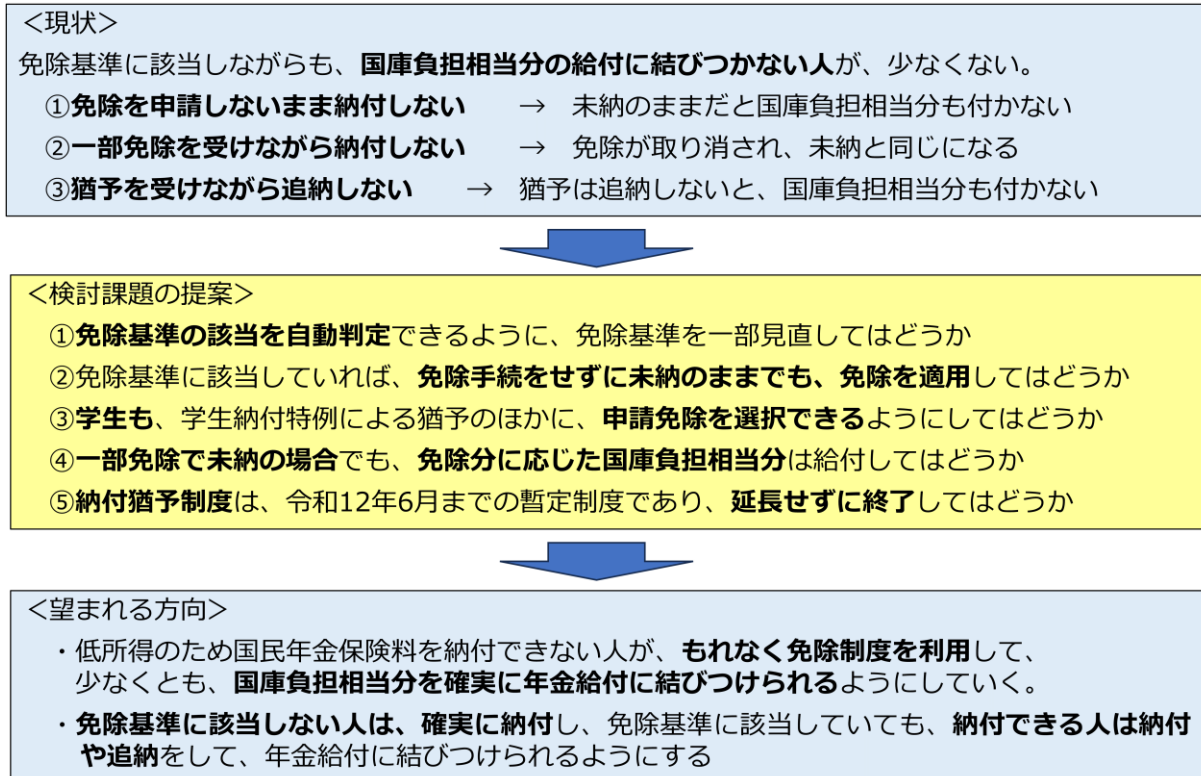 ＜現状＞
免除基準に該当しながらも、国庫負担相当分の給付に結びつかない人が、少なくない。
①免除を申請しないまま納付しない　→　未納のままだと国庫負担相当分も付かない
②一部免除を受けながら納付しない　→　免除が取り消され、未納と同じになる
③猶予を受けながら追納しない　→　猶予は追納しないと、国庫負担相当分も付かない
＜検討課題の提案＞
①免除基準の該当を自動判定できるように、免除基準を一部見直してはどうか
②免除基準に該当していれば、免除手続をせずに未納のままでも、免除を適用してはどうか
③学生も、学生納付特例による猶予のほかに、申請免除を選択できるようにしてはどうか
④一部免除で未納の場合でも、免除分に応じた国庫負担相当分は給付してはどうか
⑤納付猶予制度は、令和12年6月までの暫定制度であり、延長せずに終了してはどうか
＜望まれる方向＞
・低所得のため国民年金保険料を納付できない人が、もれなく免除制度を利用して、
少なくとも、国庫負担相当分を確実に年金給付に結びつけられるようにしていく。
・免除基準に該当しない人は、確実に納付し、免除基準に該当していても、納付できる人は納付
や追納をして、年金給付に結びつけられるようにする